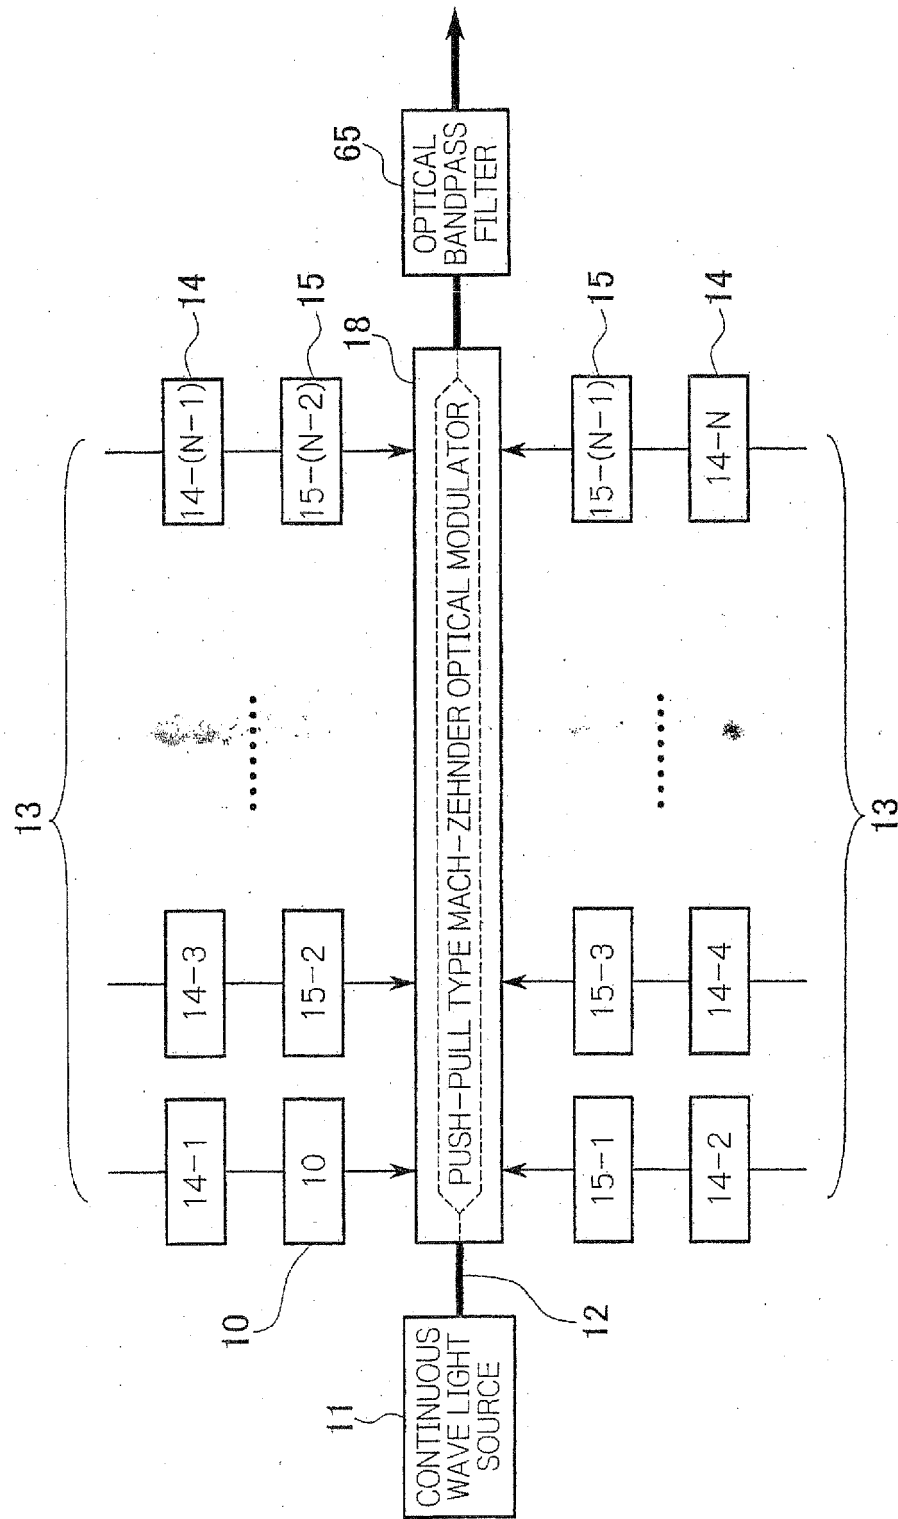 13
14-1
14-3
14-(N-1)
14
10
10
15-2
15-(N-2)
15
11
CONTINUOUS
WAVE LIGHT
SOURCE
12
18
PUSH-PULL TYPE MACH-ZEHNDER OPTICAL MODULATOR
65
OPTICAL
BANDPASS
FILTER
15-1
15-3
15-(N-1)
15
14-2
14-4
14-N
14
13